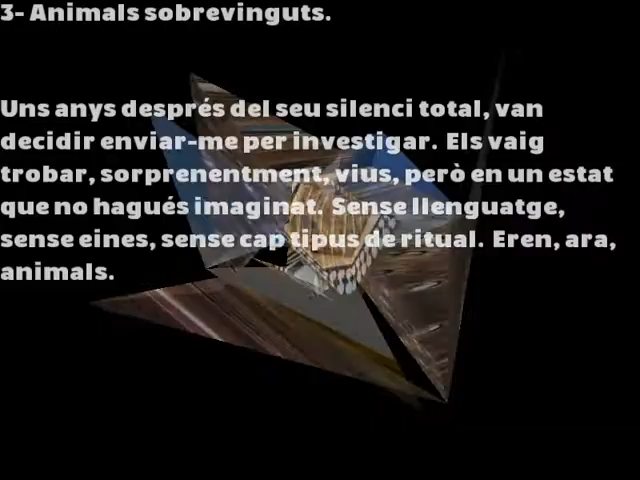 3- Animals sobrevinguts.
Uns anys després del seu silenci total, van
decidir enviar-me per investigar. Els vaig
trobar, sorprenentment, vius, però en un estat
que no hagués imaginat. Sense llenguatge,
sense eines, sense cap tipus de ritual. Eren, ara,
animals.